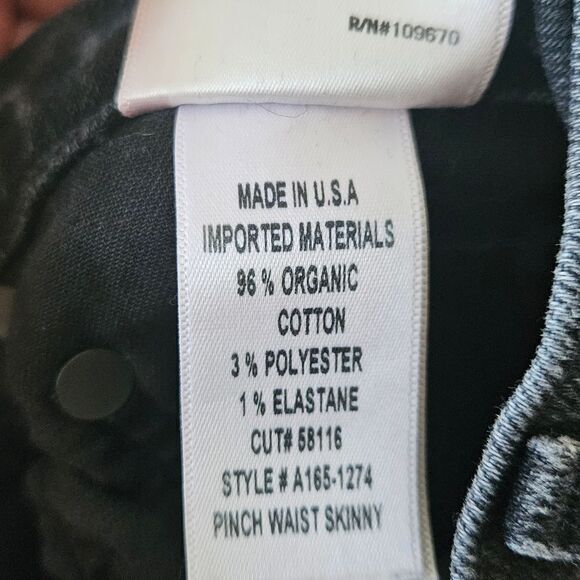 R/N#109670
MADE IN U.S.A
IMPORTED MATERIALS
96 % ORGANIC
COTTON
3 % POLYESTER
1 % ELASTANE
CUT# 58116
STYLE # A165-1274
PINCH WAIST SKINNY